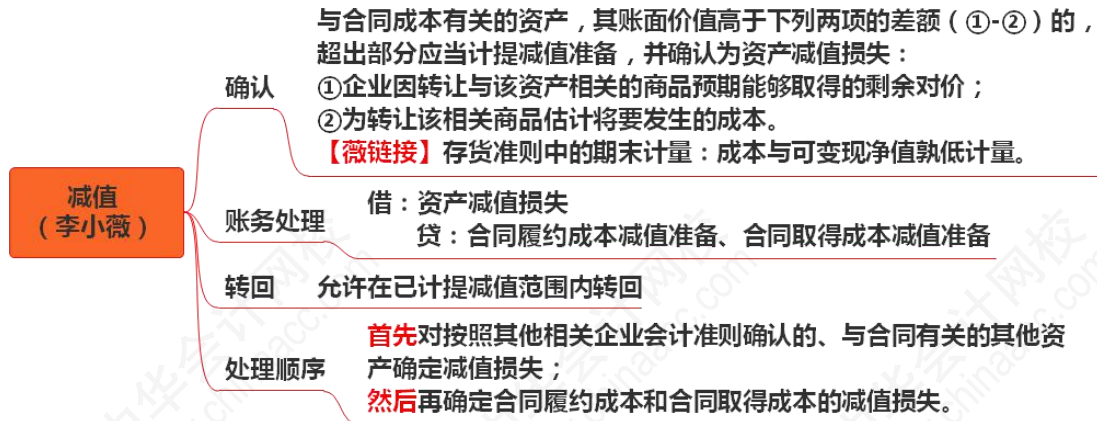 与合同成本有关的资产，其账面价值高于下列两项的差额（①-②）的，
超出部分应当计提减值准备，并确认为资产减值损失：
确认
①企业因转让与该资产相关的商品预期能够取得的剩余对价；
②为转让该相关商品估计将要发生的成本。
【薇链接】存货准则中的期末计量：成本与可变现净值孰低计量。
减值
（李小薇）
账务处理
借：资产减值损失
贷：合同履约成本减值准备、合同取得成本减值准备
转回
允许在已计提减值范围内转回
处理顺序
首先对按照其他相关企业会计准则确认的、与合同有关的其他资
产确定减值损失；
然后再确定合同履约成本和合同取得成本的减值损失。
中华会计网校
chinaacc.com